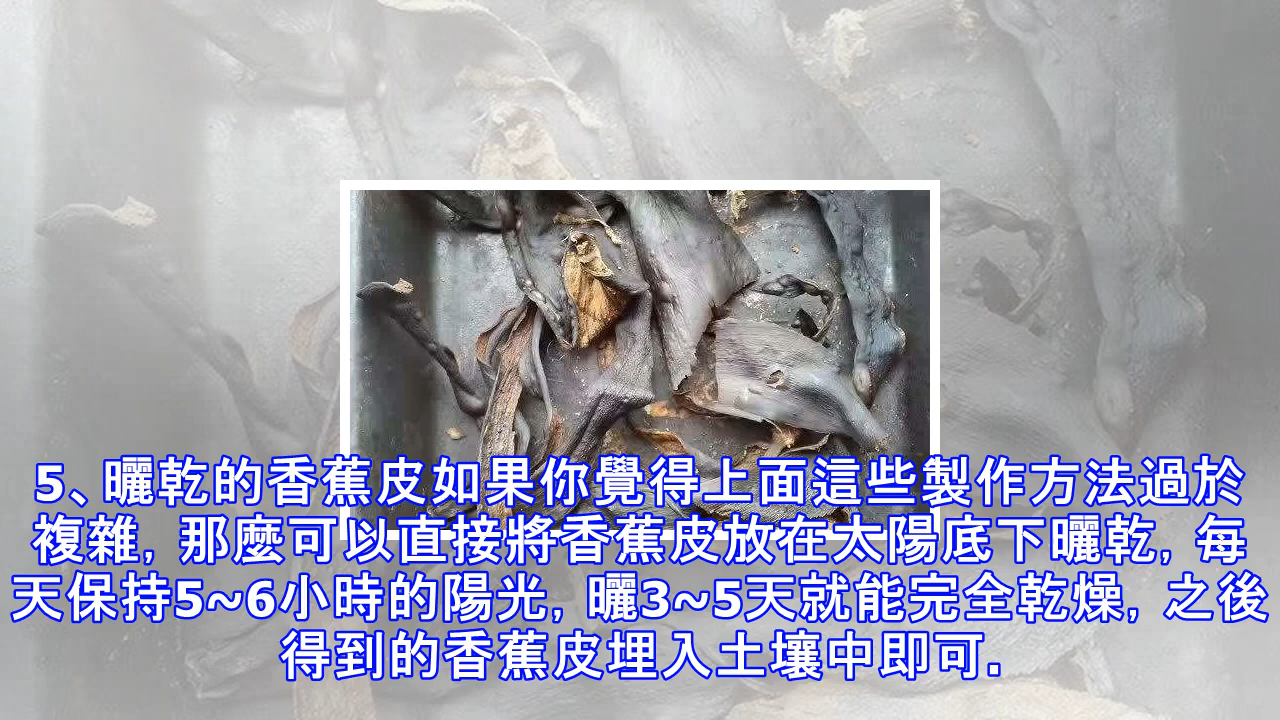 5、曬乾的香蕉皮如果你覺得上面這些製作方法過於
複雜, 那麼可以直接將香蕉皮放在太陽底下曬乾, 每
天保持5~6小時的陽光, 曬3~5天就能完全乾燥, 之後
得到的香蕉皮埋入土壤中即可.